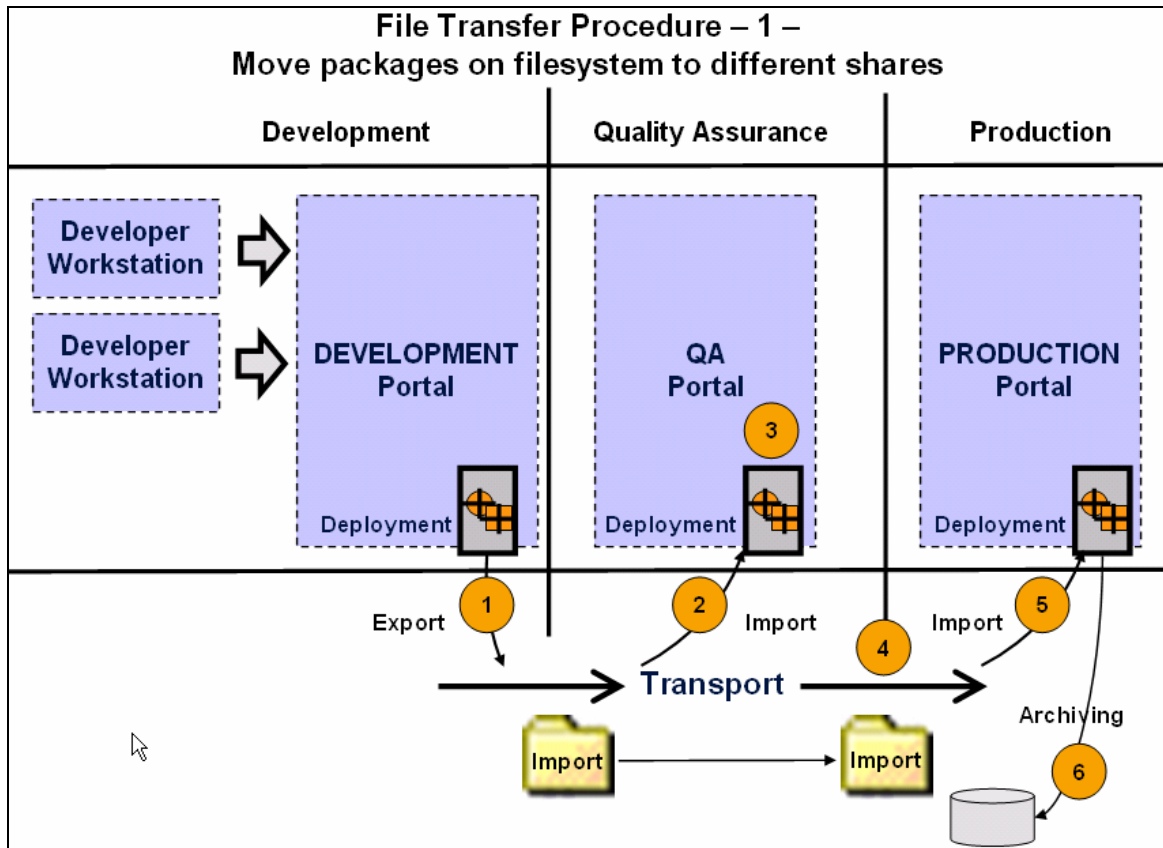 File Transfer Procedure – 1 –
Move packages on filesystem to different shares
Development
Quality Assurance
Production
Developer
Workstation
Developer
Workstation
DEVELOPMENT
Portal
QA
Portal
PRODUCTION
Portal
3
Deployment
Deployment
Deployment
1
Export
2
Import
4
Import
5
Transport
Archiving
Import
Import
6